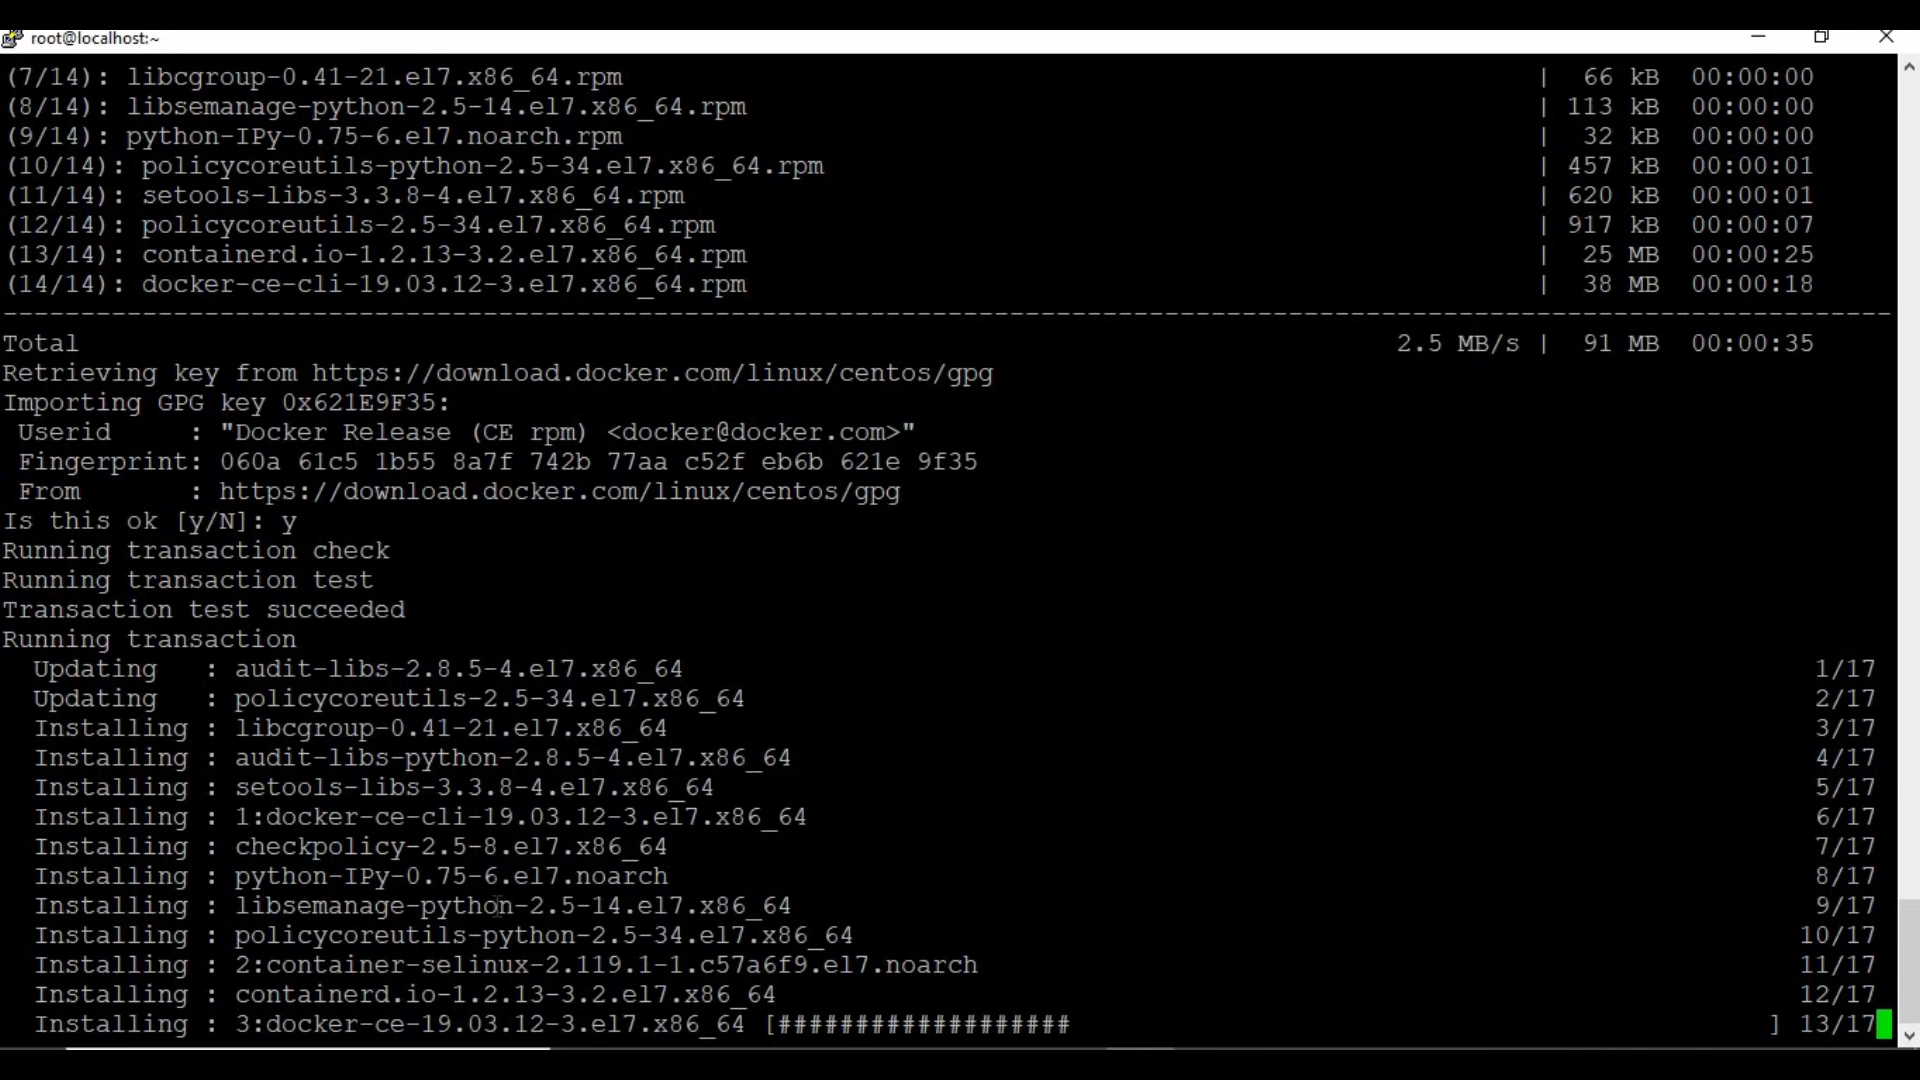 root@localhost:~
(7/14): libcgroup-0.41-21.el7.x86_64.rpm | 66 kB 00:00:00
(8/14): libsemanage-python-2.5-14.el7.x86_64.rpm | 113 kB 00:00:00
(9/14): python-IPy-0.75-6.el7.noarch.rpm | 32 kB 00:00:00
(10/14): policycoreutils-python-2.5-34.el7.x86_64.rpm | 457 kB 00:00:01
(11/14): setools-libs-3.3.8-4.el7.x86_64.rpm | 620 kB 00:00:01
(12/14): policycoreutils-2.5-34.el7.x86_64.rpm | 917 kB 00:00:07
(13/14): containerd.io-1.2.13-3.2.el7.x86_64.rpm | 25 MB 00:00:25
(14/14): docker-ce-cli-19.03.12-3.el7.x86_64.rpm | 38 MB 00:00:18
--------------------------------------------------------------------------------------------------------------------------
Total 2.5 MB/s | 91 MB 00:00:35
Retrieving key from https://download.docker.com/linux/centos/gpg
Importing GPG key 0x621E9F35:
Userid : "Docker Release (CE rpm) <docker@docker.com>"
Fingerprint: 060a 61c5 1b55 8a7f 742b 77aa c52f eb6b 621e 9f35
From : https://download.docker.com/linux/centos/gpg
Is this ok [y/N]: y
Running transaction check
Running transaction test
Transaction test succeeded
Running transaction
Updating : audit-libs-2.8.5-4.el7.x86_64 1/17
Updating : policycoreutils-2.5-34.el7.x86_64 2/17
Installing : libcgroup-0.41-21.el7.x86_64 3/17
Installing : audit-libs-python-2.8.5-4.el7.x86_64 4/17
Installing : setools-libs-3.3.8-4.el7.x86_64 5/17
Installing : 1:docker-ce-cli-19.03.12-3.el7.x86_64 6/17
Installing : checkpolicy-2.5-8.el7.x86_64 7/17
Installing : python-IPy-0.75-6.el7.noarch 8/17
Installing : libsemanage-python-2.5-14.el7.x86_64 9/17
Installing : policycoreutils-python-2.5-34.el7.x86_64 10/17
Installing : 2:container-selinux-2.119.1-1.c57a6f9.el7.noarch 11/17
Installing : containerd.io-1.2.13-3.2.el7.x86_64 12/17
Installing : 3:docker-ce-19.03.12-3.el7.x86_64 [################### ] 13/17